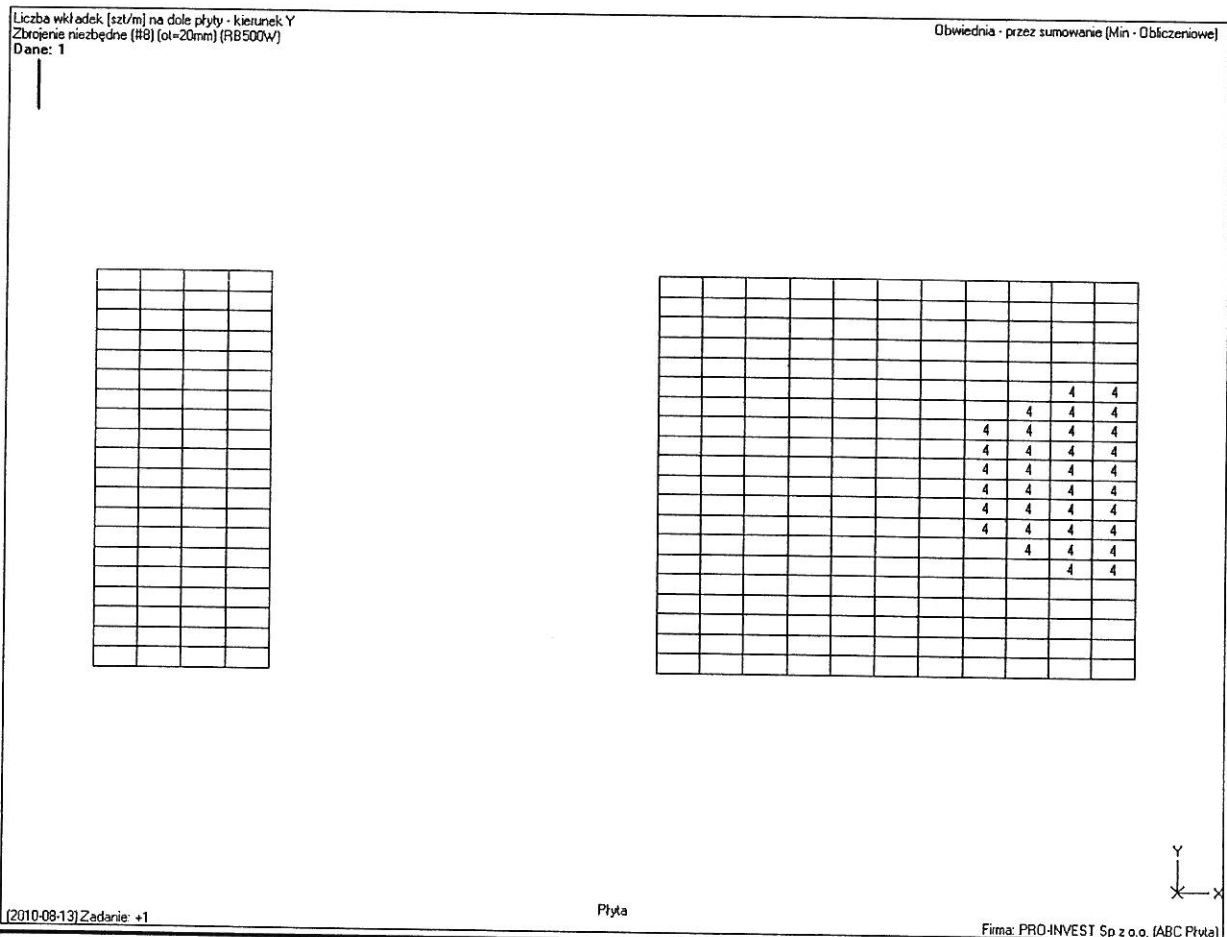 Liczba wkładek [szt/m] na dole płyty - kierunek Y
Zbrojenie niezbędne (#8) (ot=20mm) (RB500W)
Dane: 1
Obwiednia - przez sumowanie (Min - Obliczeniowe)
4 4
4 4 4
4 4 4 4
4 4 4 4
4 4 4 4
4 4 4 4
4 4 4 4
4 4 4 4
4 4 4
4 4
Y
X
(2010-08-13) Zadanie: +1
Płyta
Firma: PRO-INVEST Sp z o.o. (ABC Płyta)